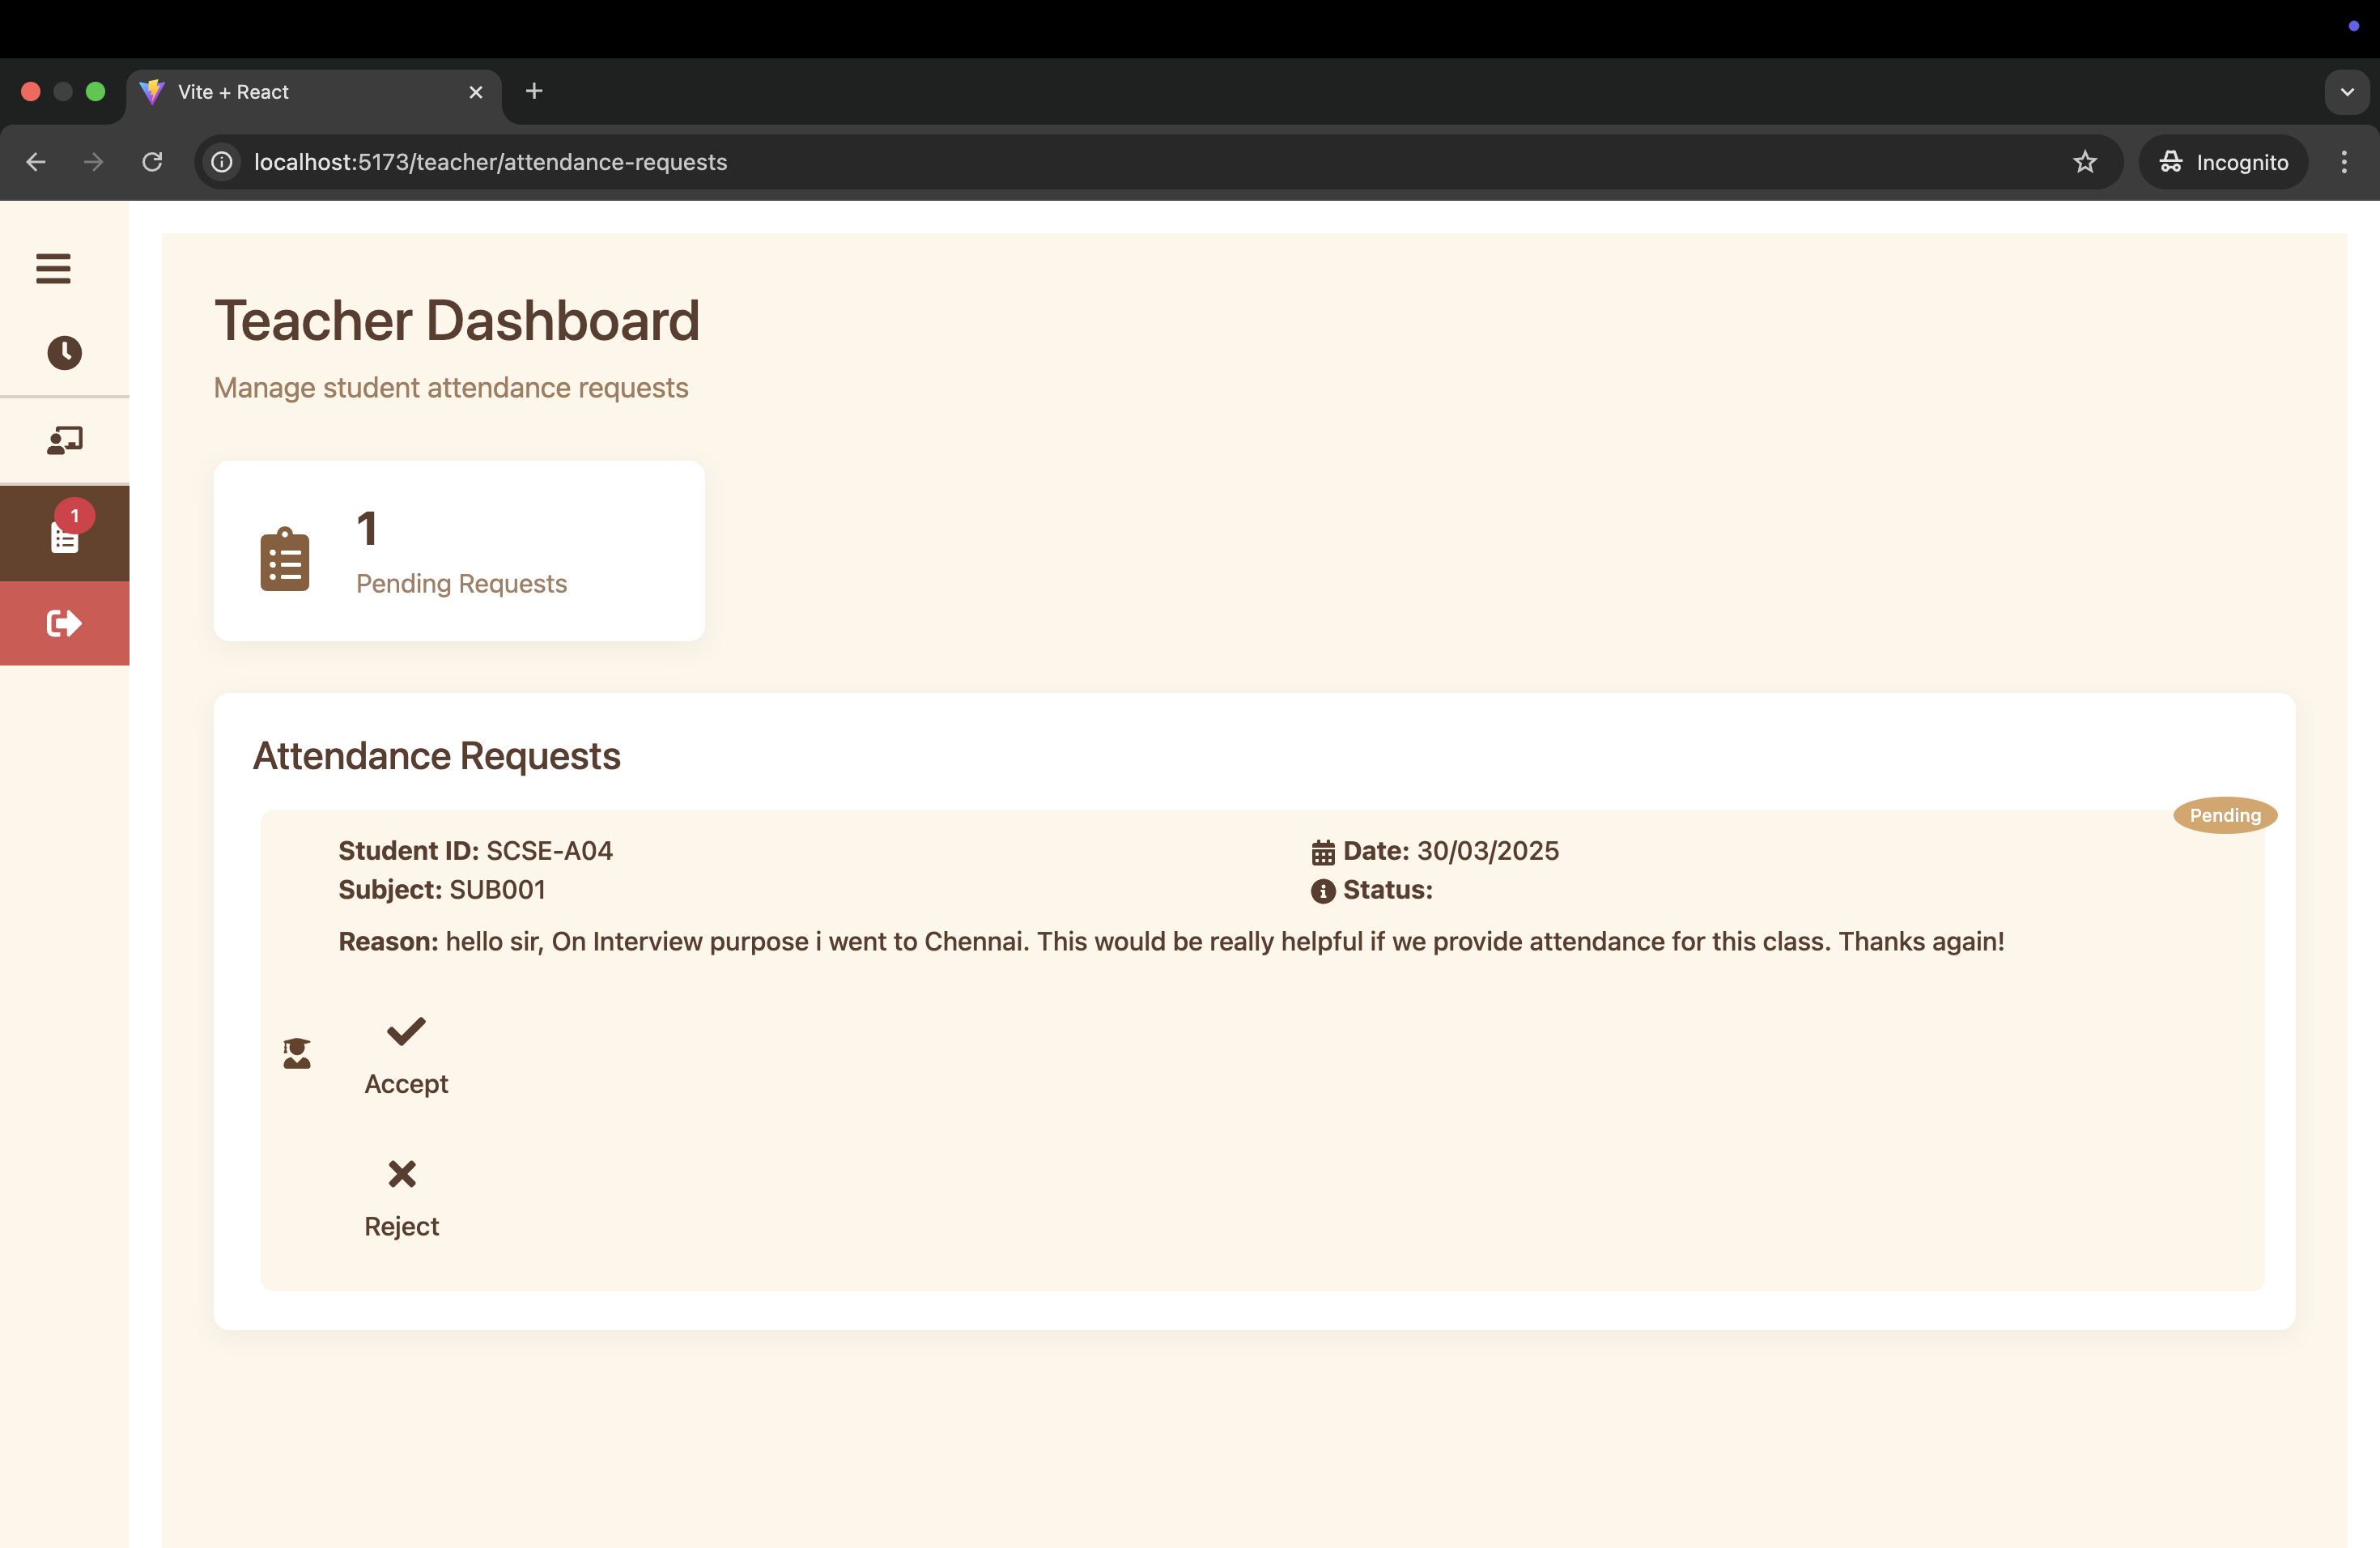 Vite + React
localhost:5173/teacher/attendance-requests
Incognito
Teacher Dashboard
Manage student attendance requests
1
1
Pending Requests
Attendance Requests
Pending
Student ID: SCSE-A04
Date: 30/03/2025
Subject: SUB001
Status:
Reason: hello sir, On Interview purpose i went to Chennai. This would be really helpful if we provide attendance for this class. Thanks again!
Accept
Reject